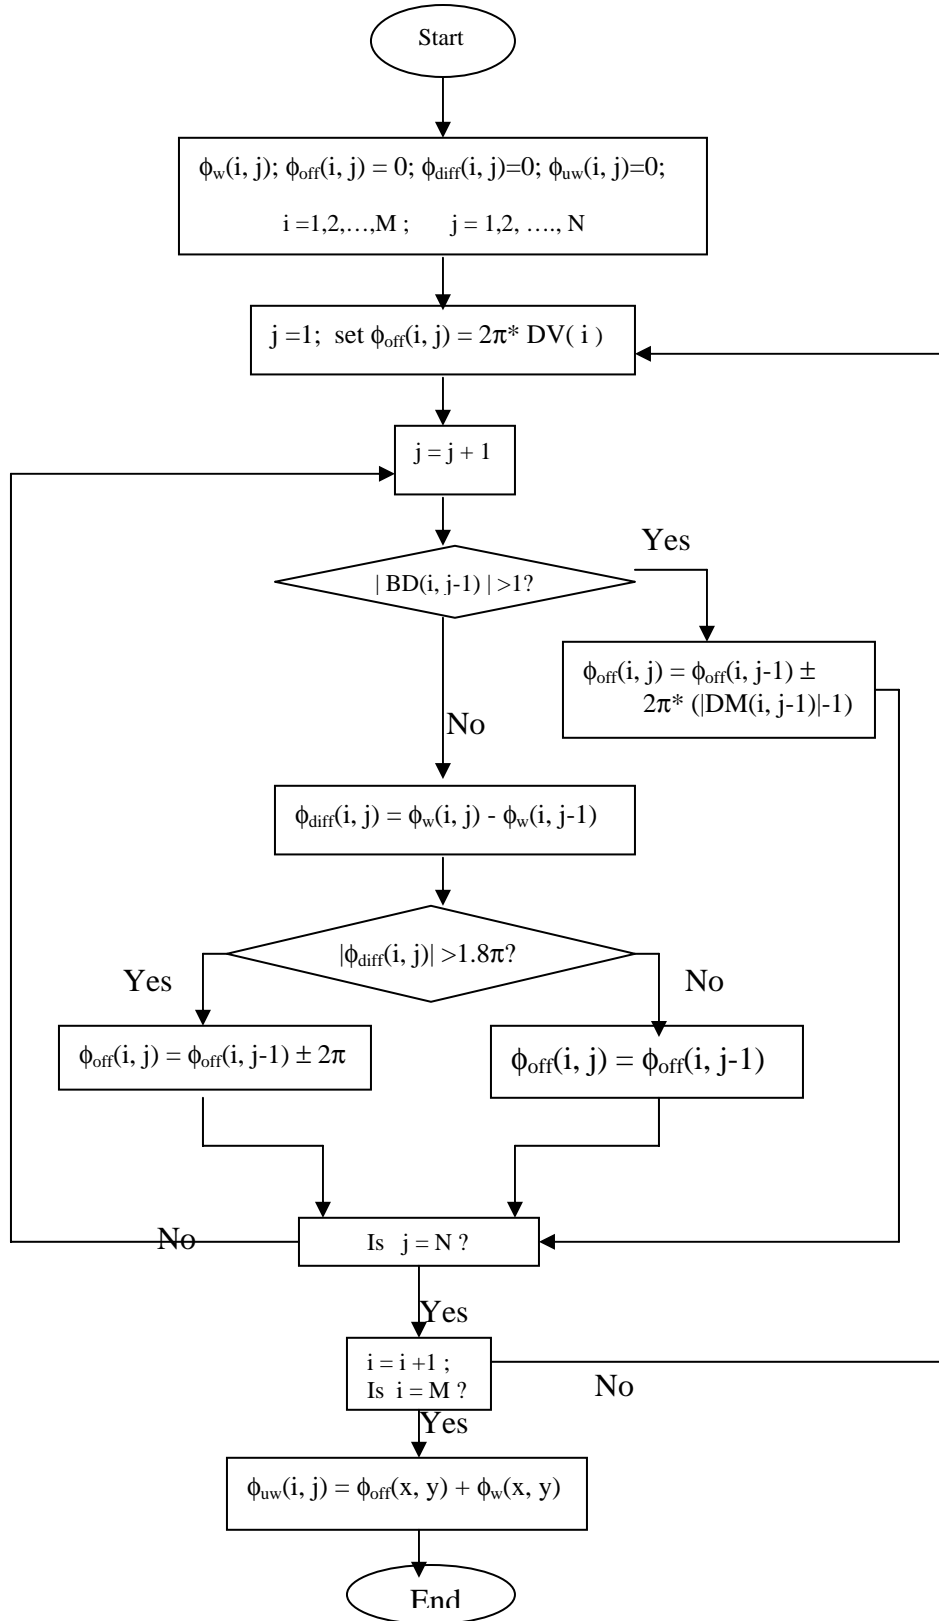 Start
ϕw(i, j); ϕoff(i, j) = 0; ϕdiff(i, j)=0; ϕuw(i, j)=0;
i =1,2,…,M ; j = 1,2, …., N
j =1; set ϕoff(i, j) = 2π* DV( i )
j = j + 1
| BD(i, j-1) | >1?
Yes
ϕoff(i, j) = ϕoff(i, j-1) ±
2π* (|DM(i, j-1)|-1)
No
ϕdiff(i, j) = ϕw(i, j) - ϕw(i, j-1)
|ϕdiff(i, j)| >1.8π?
Yes
No
ϕoff(i, j) = ϕoff(i, j-1) ± 2π
ϕoff(i, j) = ϕoff(i, j-1)
No
Is j = N ?
Yes
i = i +1 ;
Is i = M ?
No
Yes
ϕuw(i, j) = ϕoff(x, y) + ϕw(x, y)
End